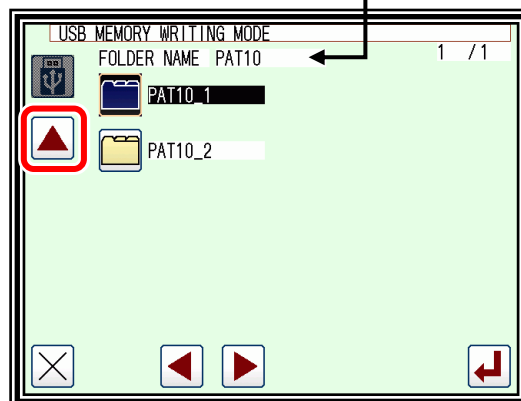 USB MEMORY WRITING MODE
FOLDER NAME PAT10 1 /1
PAT10_1
PAT10_2